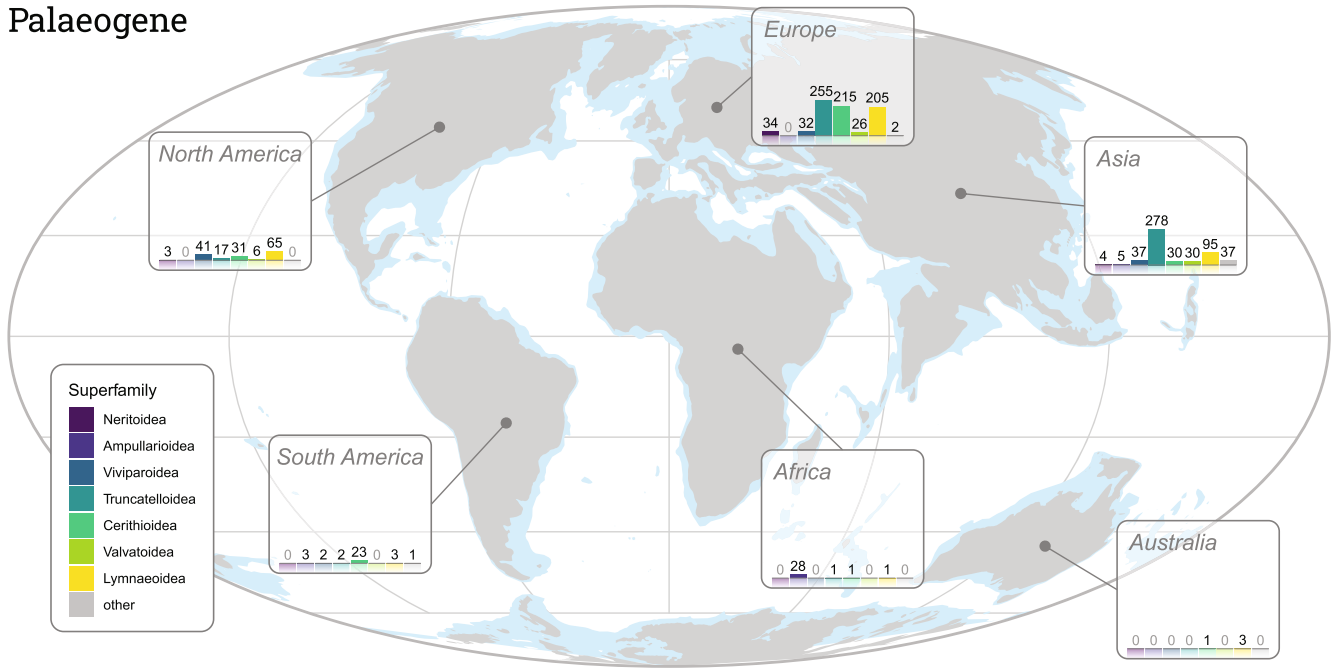 Palaeogene
Europe
255 215 205
34 0 32 26 2
North America
3 0 41 17 31 6 65 0
Asia
278
4 5 37 30 30 95 37
Superfamily
Neritoidea
Ampullarioidea
Viviparoidea
Truncatelloidea
Cerithioidea
Valvatoidea
Lymnaeoidea
other
South America
0 3 2 2 23 0 3 1
Africa
0 28 0 1 1 0 1 0
Australia
0 0 0 0 1 0 3 0